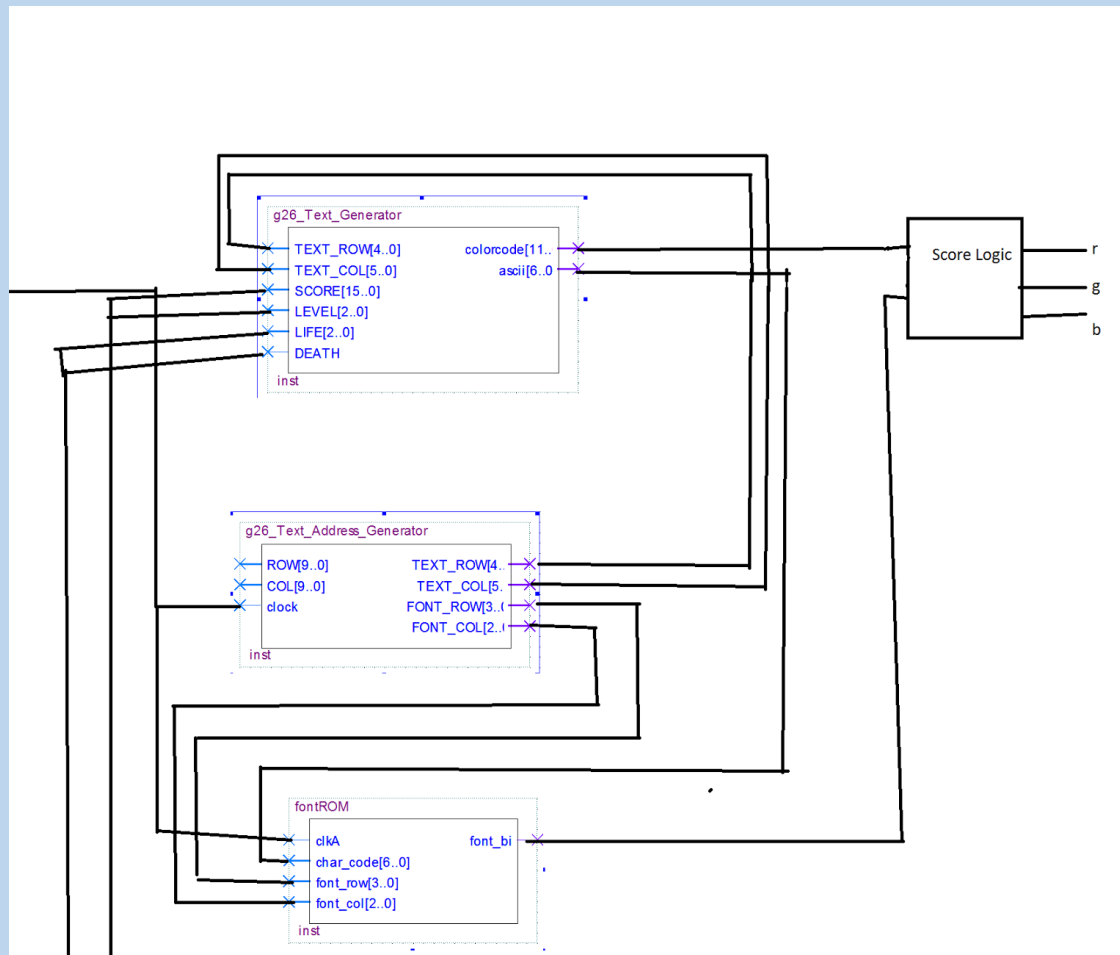 g26_Text_Generator
TEXT_ROW[4..0]
TEXT_COL[5..0]
SCORE[15..0]
LEVEL[2..0]
LIFE[2..0]
DEATH
colorcode[11..
ascii[6..0
inst
Score Logic
r
g
b
g26_Text_Address_Generator
ROW[9..0]
COL[9..0]
clock
TEXT_ROW[4..
TEXT_COL[5..
FONT_ROW[3..(
FONT_COL[2..(
inst
fontROM
clkA
char_code[6..0]
font_row[3..0]
font_col[2..0]
font_bi
inst